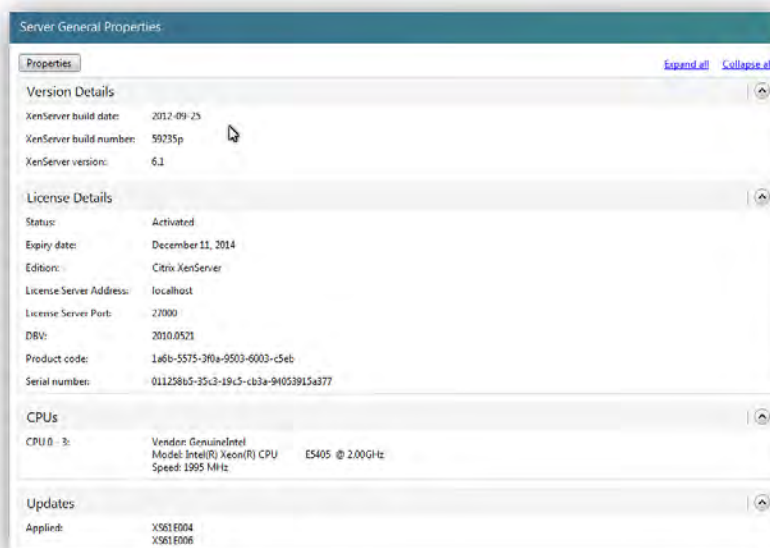 Server General Properties
Properties
Expand all Collapse al
Version Details
XenServer build date: 2012-09-25
XenServer build number: 59235p
XenServer version: 6.1
License Details
Status: Activated
Expiry date: December 11, 2014
Edition: Citrix XenServer
License Server Address: localhost
License Server Port: 27000
DBV: 2010.0521
Product code: 1a6b-5575-3f0a-9503-6003-c5eb
Serial number: 011258b5-35c3-19c5-cb3a-94053915a377
CPUs
CPU 0 - 3: Vendor: GenuineIntel
Model: Intel(R) Xeon(R) CPU E5405 @ 2.00GHz
Speed: 1995 MHz
Updates
Applied: XS61E004
XS61E006